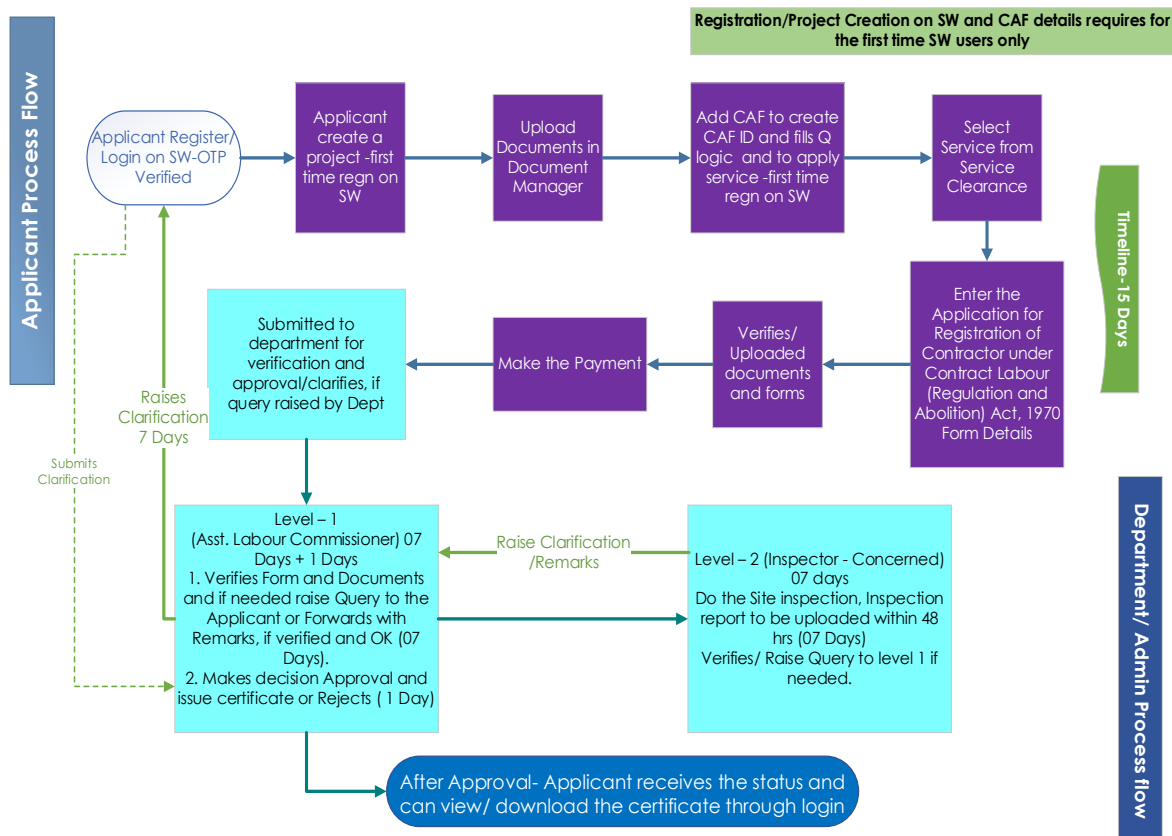 Registration/Project Creation on SW and CAF details requires for
the first time SW users only
Applicant Process Flow
Applicant Register/
Login on SW-OTP
Verified
Applicant
create a
project -first
time regn on
SW
Upload
Documents in
Document
Manager
Add CAF to create
CAF ID and fills Q
logic and to apply
service -first time
regn on SW
Select
Service from
Service
Clearance
Timeline- 15 Days
Enter the
Application for
Registration of
Contractor under
Contract Labour
(Regulation and
Abolition) Act, 1970
Form Details
Verifies/
Uploaded
documents
and forms
Make the Payment
Submitted to
department for
verification and
approval/clarifies, if
query raised by Dept
Raises
Clarification
7 Days
Submits
Clarification
Level – 1
(Asst. Labour Commissioner) 07
Days + 1 Days
1. Verifies Form and Documents
and if needed raise Query to the
Applicant or Forwards with
Remarks, if verified and OK (07
Days).
2. Makes decision Approval and
issue certificate or Rejects ( 1 Day)
Raise Clarification
/Remarks
Level – 2 (Inspector - Concerned)
07 days
Do the Site inspection, Inspection
report to be uploaded within 48
hrs (07 Days)
Verifies/ Raise Query to level 1 if
needed.
Department/ Admin Process flow
After Approval- Applicant receives the status and
can view/ download the certificate through login